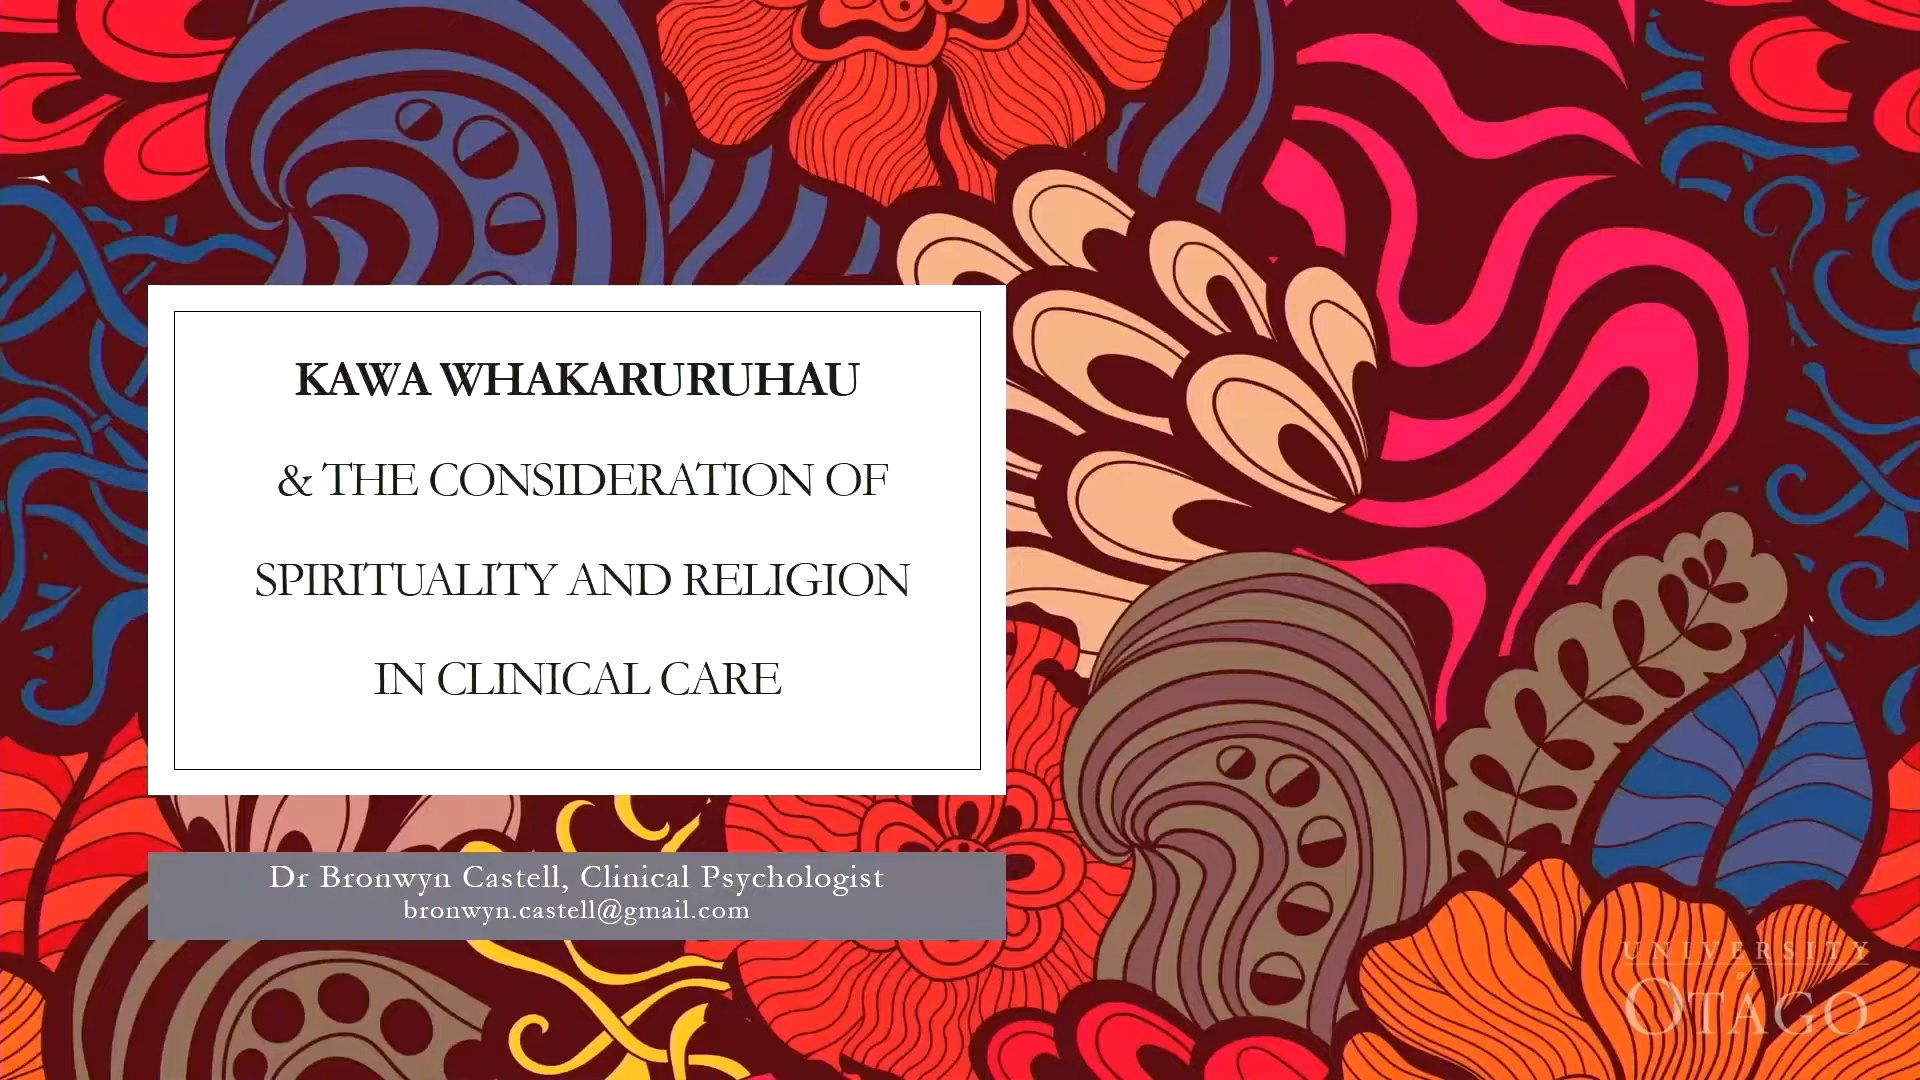 KAWA WHAKARURUHAU
& THE CONSIDERATION OF
SPIRITUALITY AND RELIGION
IN CLINICAL CARE
Dr Bronwyn Castell, Clinical Psychologist
bronwyn.castell@gmail.com
UNIVERSITY
of
OTAGO